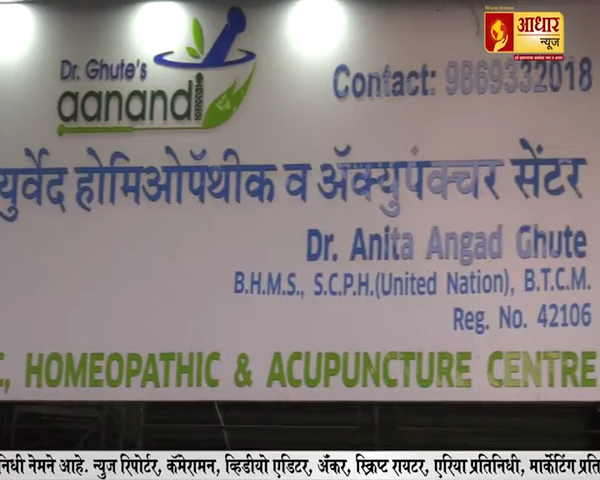 आधार
न्यूज
Dr. Ghute's
aanand
Contact: 9869332018
युर्वेद होमिओपॅथीक व ॲक्युपंक्चर सेंटर
Dr. Anita Angad Ghute
B.H.M.S., S.C.P.H.(United Nation), B.T.C.M.
Reg. No. 42106
C, HOMEOPATHIC & ACUPUNCTURE CENTRE
निधी नेमने आहे. न्युज रिपोर्टर, कॅमेरामन, व्हिडीयो एडिटर, अँकर, स्क्रिप्ट रायटर, एरिया प्रतिनिधी, मार्केटिंग प्रति